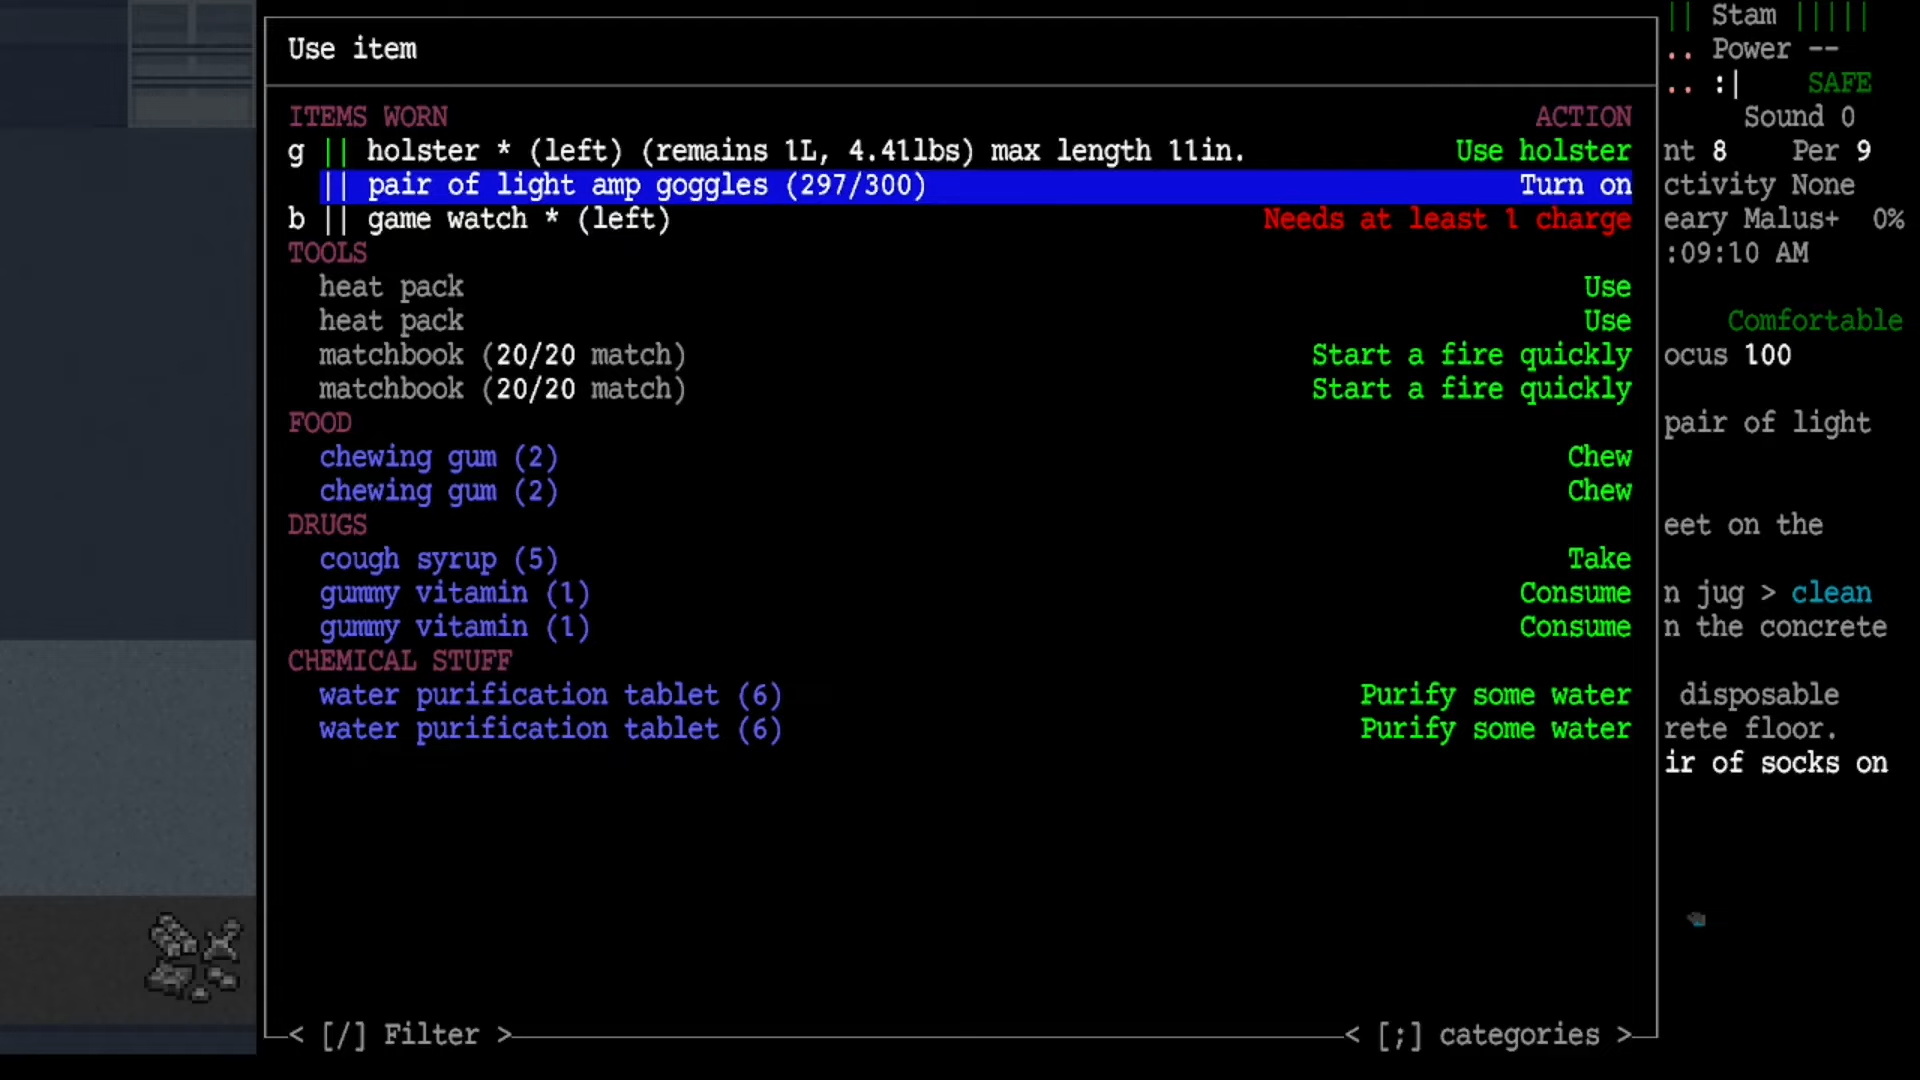 Use item
ITEMS WORN ACTION
g || holster * (left) (remains 1L, 4.41lbs) max length 11in. Use holster
|| pair of light amp goggles (297/300) Turn on
b || game watch * (left) Needs at least 1 charge
TOOLS
heat pack Use
heat pack Use
matchbook (20/20 match) Start a fire quickly
matchbook (20/20 match) Start a fire quickly
FOOD
chewing gum (2) Chew
chewing gum (2) Chew
DRUGS
cough syrup (5) Take
gummy vitamin (1) Consume
gummy vitamin (1) Consume
CHEMICAL STUFF
water purification tablet (6) Purify some water
water purification tablet (6) Purify some water
< [/] Filter > < [;] categories >
|| Stam |||||
.. Power --
.. :| SAFE
Sound 0
nt 8 Per 9
ctivity None
eary Malus+ 0%
:09:10 AM
Comfortable
ocus 100
pair of light
eet on the
n jug > clean
n the concrete
disposable
rete floor.
ir of socks on